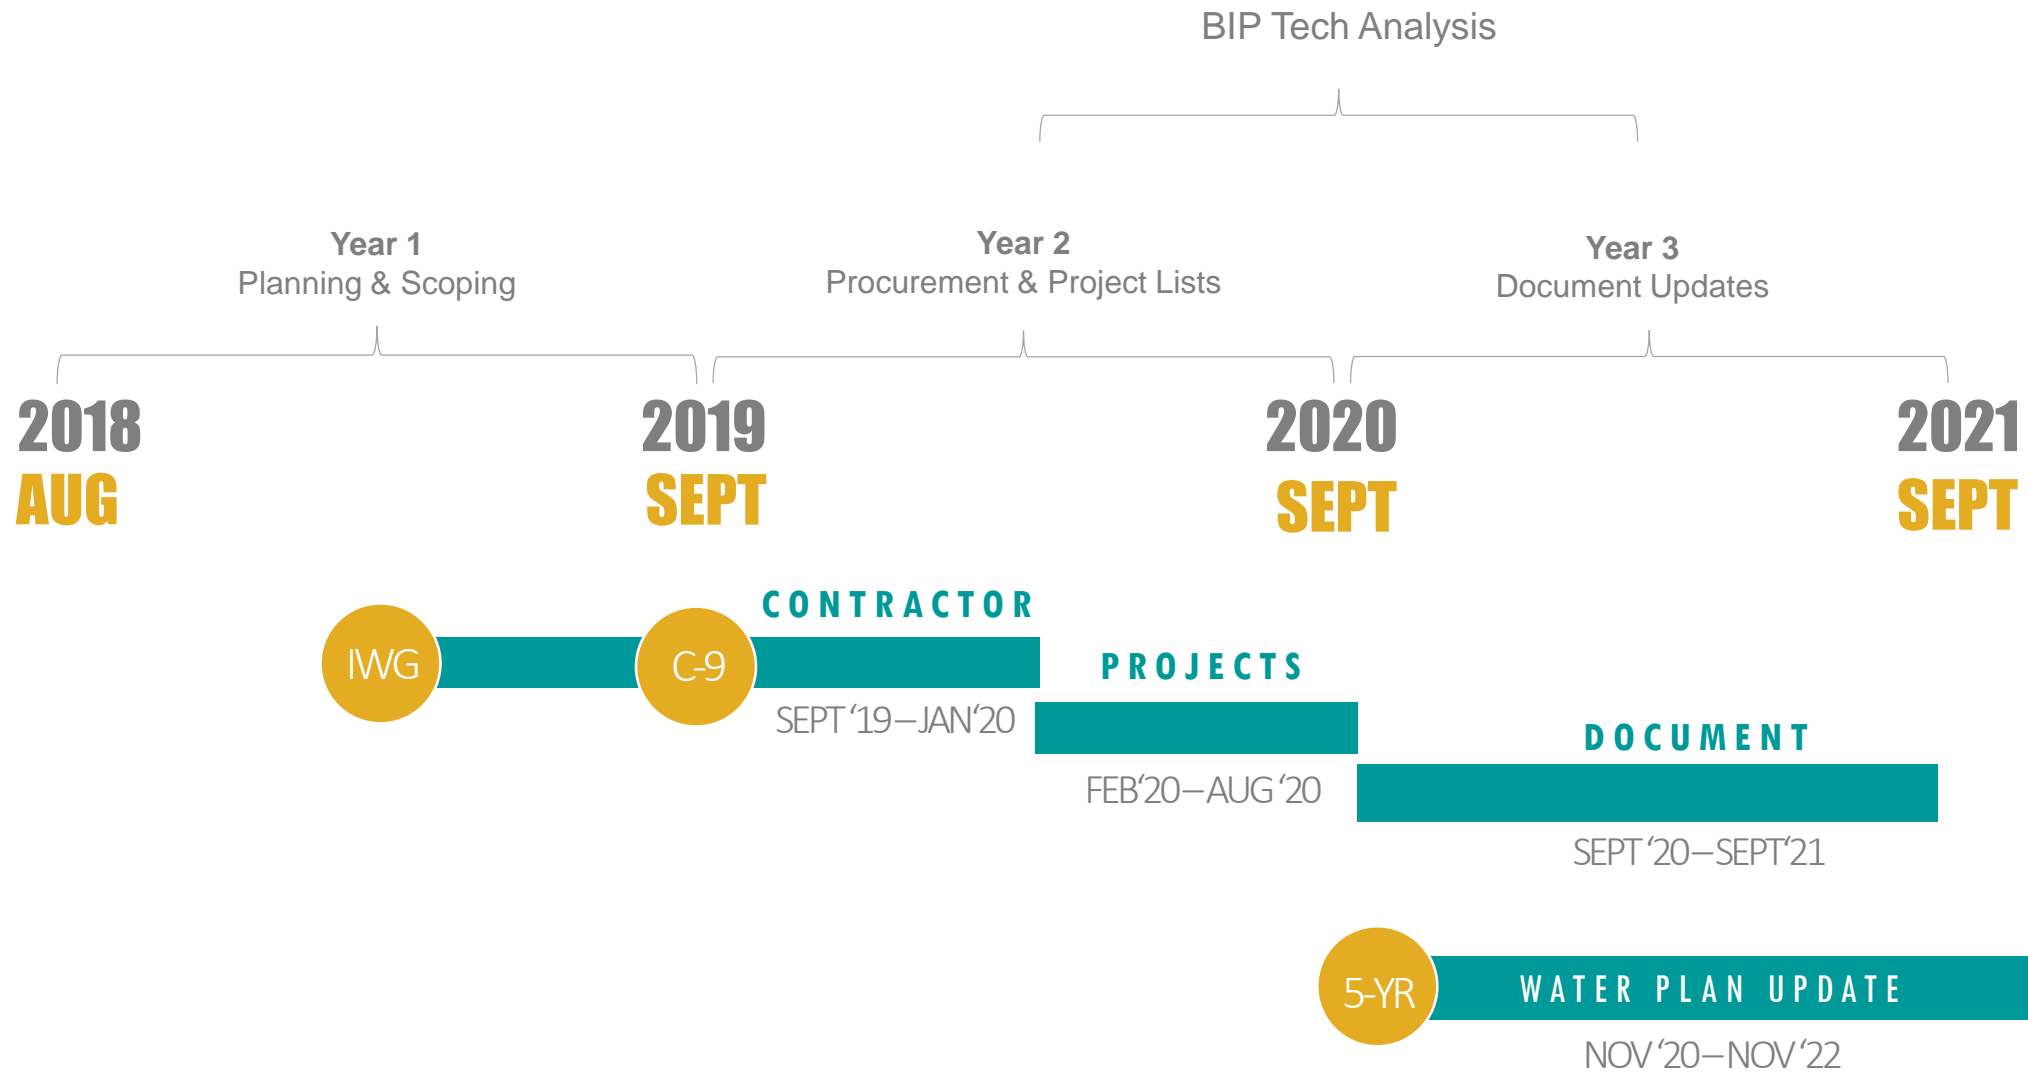 BIP Tech Analysis
Year 1
Planning & Scoping
Year 2
Procurement & Project Lists
Year 3
Document Updates
2018
AUG
2019
SEPT
2020
SEPT
2021
SEPT
CONTRACTOR
IWG
C-9
SEPT ‘19 – JAN ‘20
PROJECTS
FEB ‘20 – AUG ‘20
DOCUMENT
SEPT ‘20 – SEPT ‘21
5-YR
WATER PLAN UPDATE
NOV ‘20 – NOV ‘22